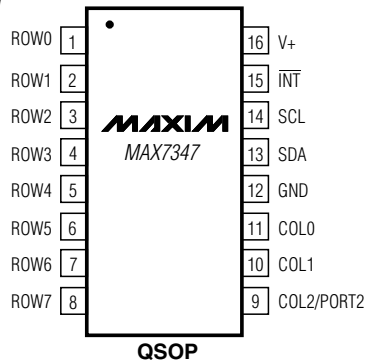 ROW0 1 16 V+
ROW1 2 15 INT
ROW2 3 MAXIM 14 SCL
ROW3 4 MAX7347 13 SDA
ROW4 5 12 GND
ROW5 6 11 COL0
ROW6 7 10 COL1
ROW7 8 9 COL2/PORT2
QSOP